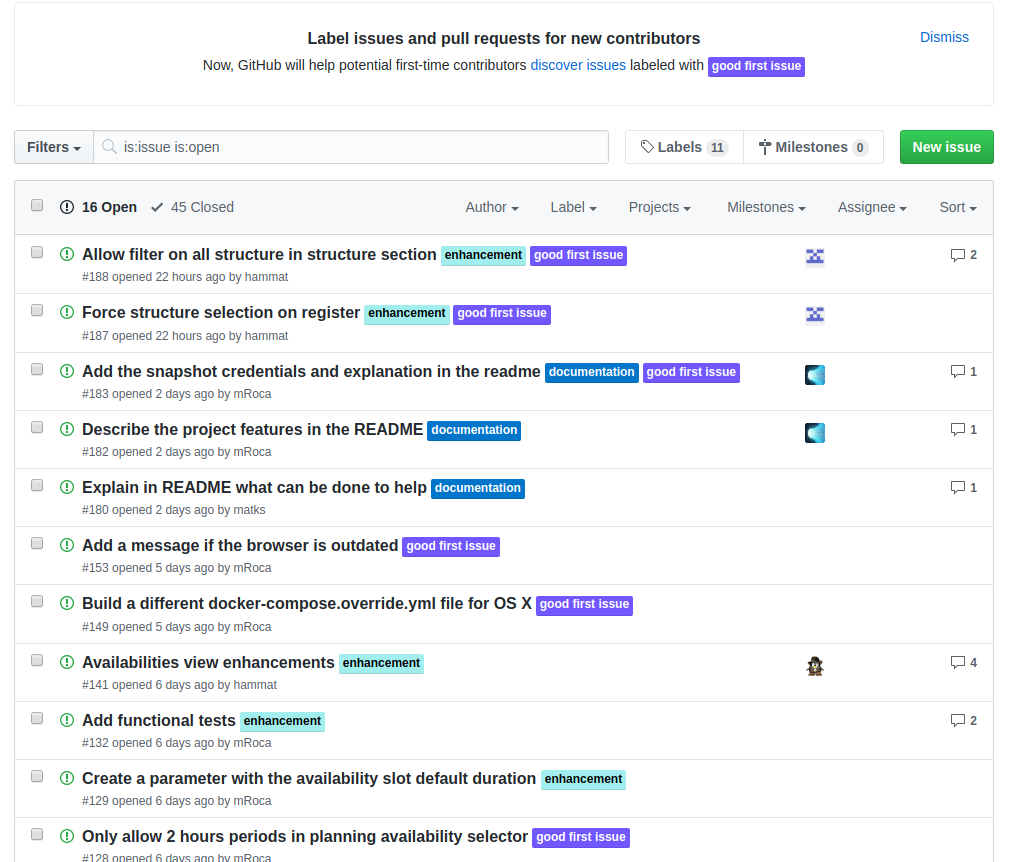 Label issues and pull requests for new contributors
Dismiss
Now, GitHub will help potential first-time contributors discover issues labeled with good first issue
Filters is:issue is:open Labels 11 Milestones 0 New issue
16 Open 45 Closed Author Label Projects Milestones Assignee Sort
Allow filter on all structure in structure section enhancement good first issue 2
#188 opened 22 hours ago by hammat
Force structure selection on register enhancement good first issue
#187 opened 22 hours ago by hammat
Add the snapshot credentials and explanation in the readme documentation good first issue 1
#183 opened 2 days ago by mRoca
Describe the project features in the README documentation 1
#182 opened 2 days ago by mRoca
Explain in README what can be done to help documentation 1
#180 opened 2 days ago by matks
Add a message if the browser is outdated good first issue
#153 opened 5 days ago by mRoca
Build a different docker-compose.override.yml file for OS X good first issue
#149 opened 5 days ago by mRoca
Availabilities view enhancements enhancement 4
#141 opened 6 days ago by hammat
Add functional tests enhancement 2
#132 opened 6 days ago by mRoca
Create a parameter with the availability slot default duration enhancement
#129 opened 6 days ago by mRoca
Only allow 2 hours periods in planning availability selector good first issue
#128 opened 6 days ago by mRoca